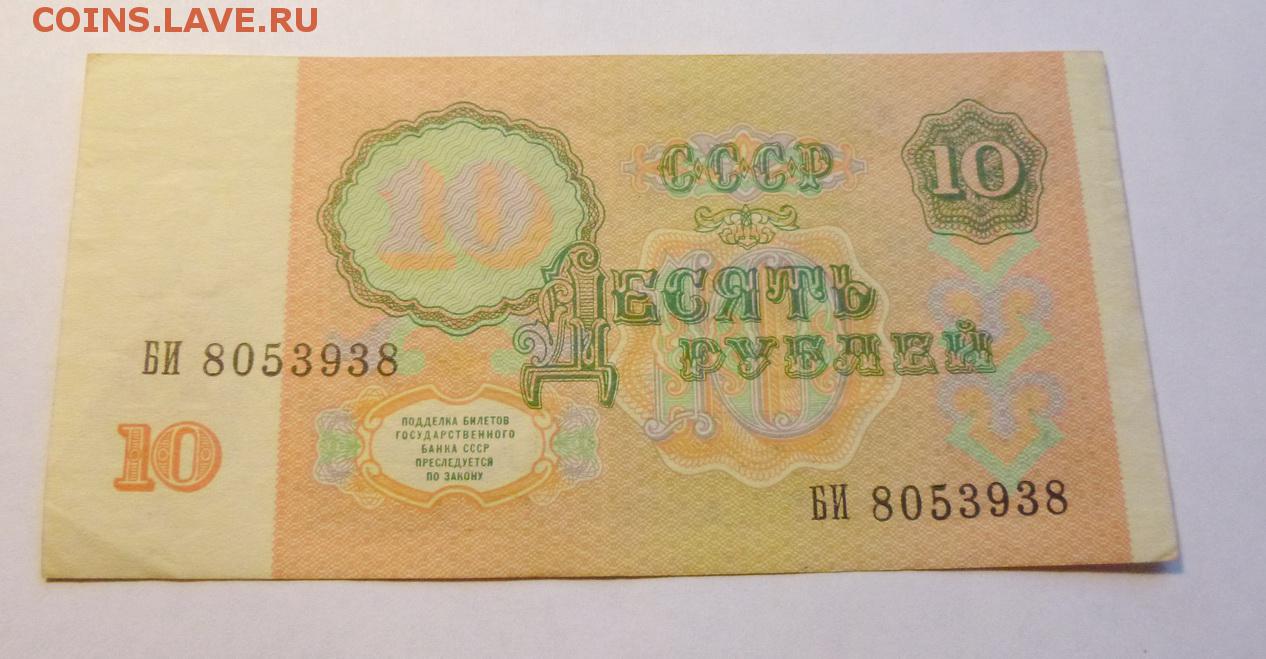 COINS.LAVE.RU
10
СССР
10
ДЕСЯТЬ
РУБЛЕЙ
10
БИ 8053938
10
ПОДДЕЛКА БИЛЕТОВ
ГОСУДАРСТВЕННОГО
БАНКА СССР
ПРЕСЛЕДУЕТСЯ
ПО ЗАКОНУ
БИ 8053938